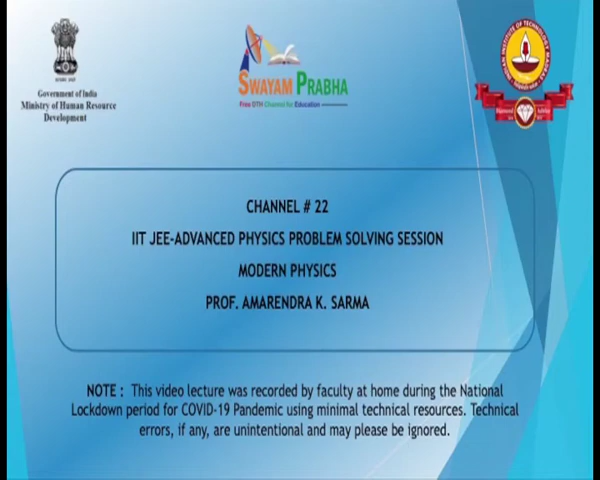 Government of India
Ministry of Human Resource
Development
SWAYAM PRABHA
Free DTH Channel for Education
CHANNEL # 22
IIT JEE-ADVANCED PHYSICS PROBLEM SOLVING SESSION
MODERN PHYSICS
PROF. AMARENDRA K. SARMA
NOTE : This video lecture was recorded by faculty at home during the National
Lockdown period for COVID-19 Pandemic using minimal technical resources. Technical
errors, if any, are unintentional and may please be ignored.